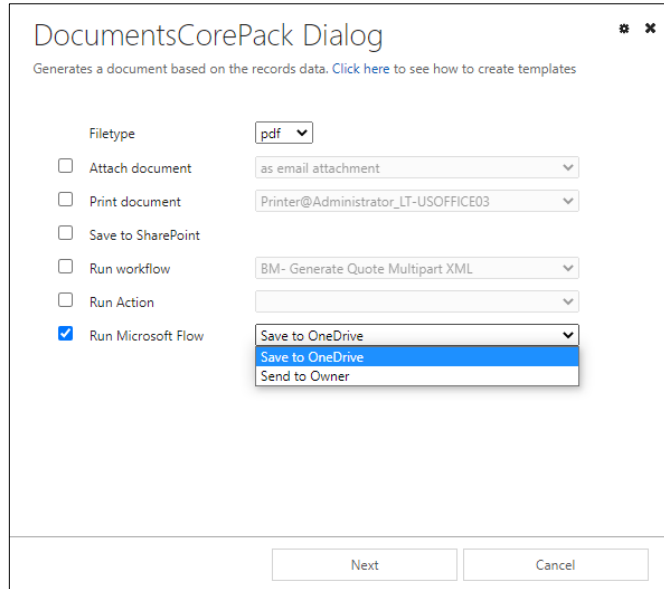 DocumentsCorePack Dialog
Generates a document based on the records data. Click here to see how to create templates
Filetype pdf
Attach document as email attachment
Print document Printer@Administrator_LT-USOFFICE03
Save to SharePoint
Run workflow BM- Generate Quote Multipart XML
Run Action
Run Microsoft Flow Save to OneDrive
Save to OneDrive
Send to Owner
Next Cancel